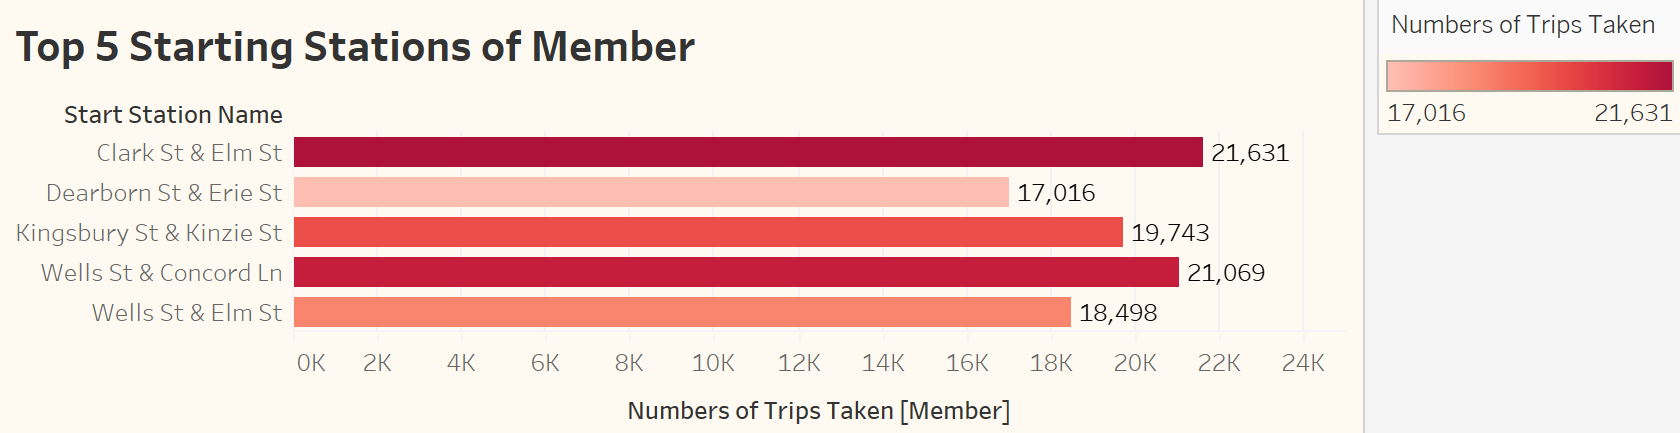 Top 5 Starting Stations of Member
Start Station Name
Clark St & Elm St 21,631
Dearborn St & Erie St 17,016
Kingsbury St & Kinzie St 19,743
Wells St & Concord Ln 21,069
Wells St & Elm St 18,498
0K 2K 4K 6K 8K 10K 12K 14K 16K 18K 20K 22K 24K
Numbers of Trips Taken [Member]
Numbers of Trips Taken
17,016 21,631